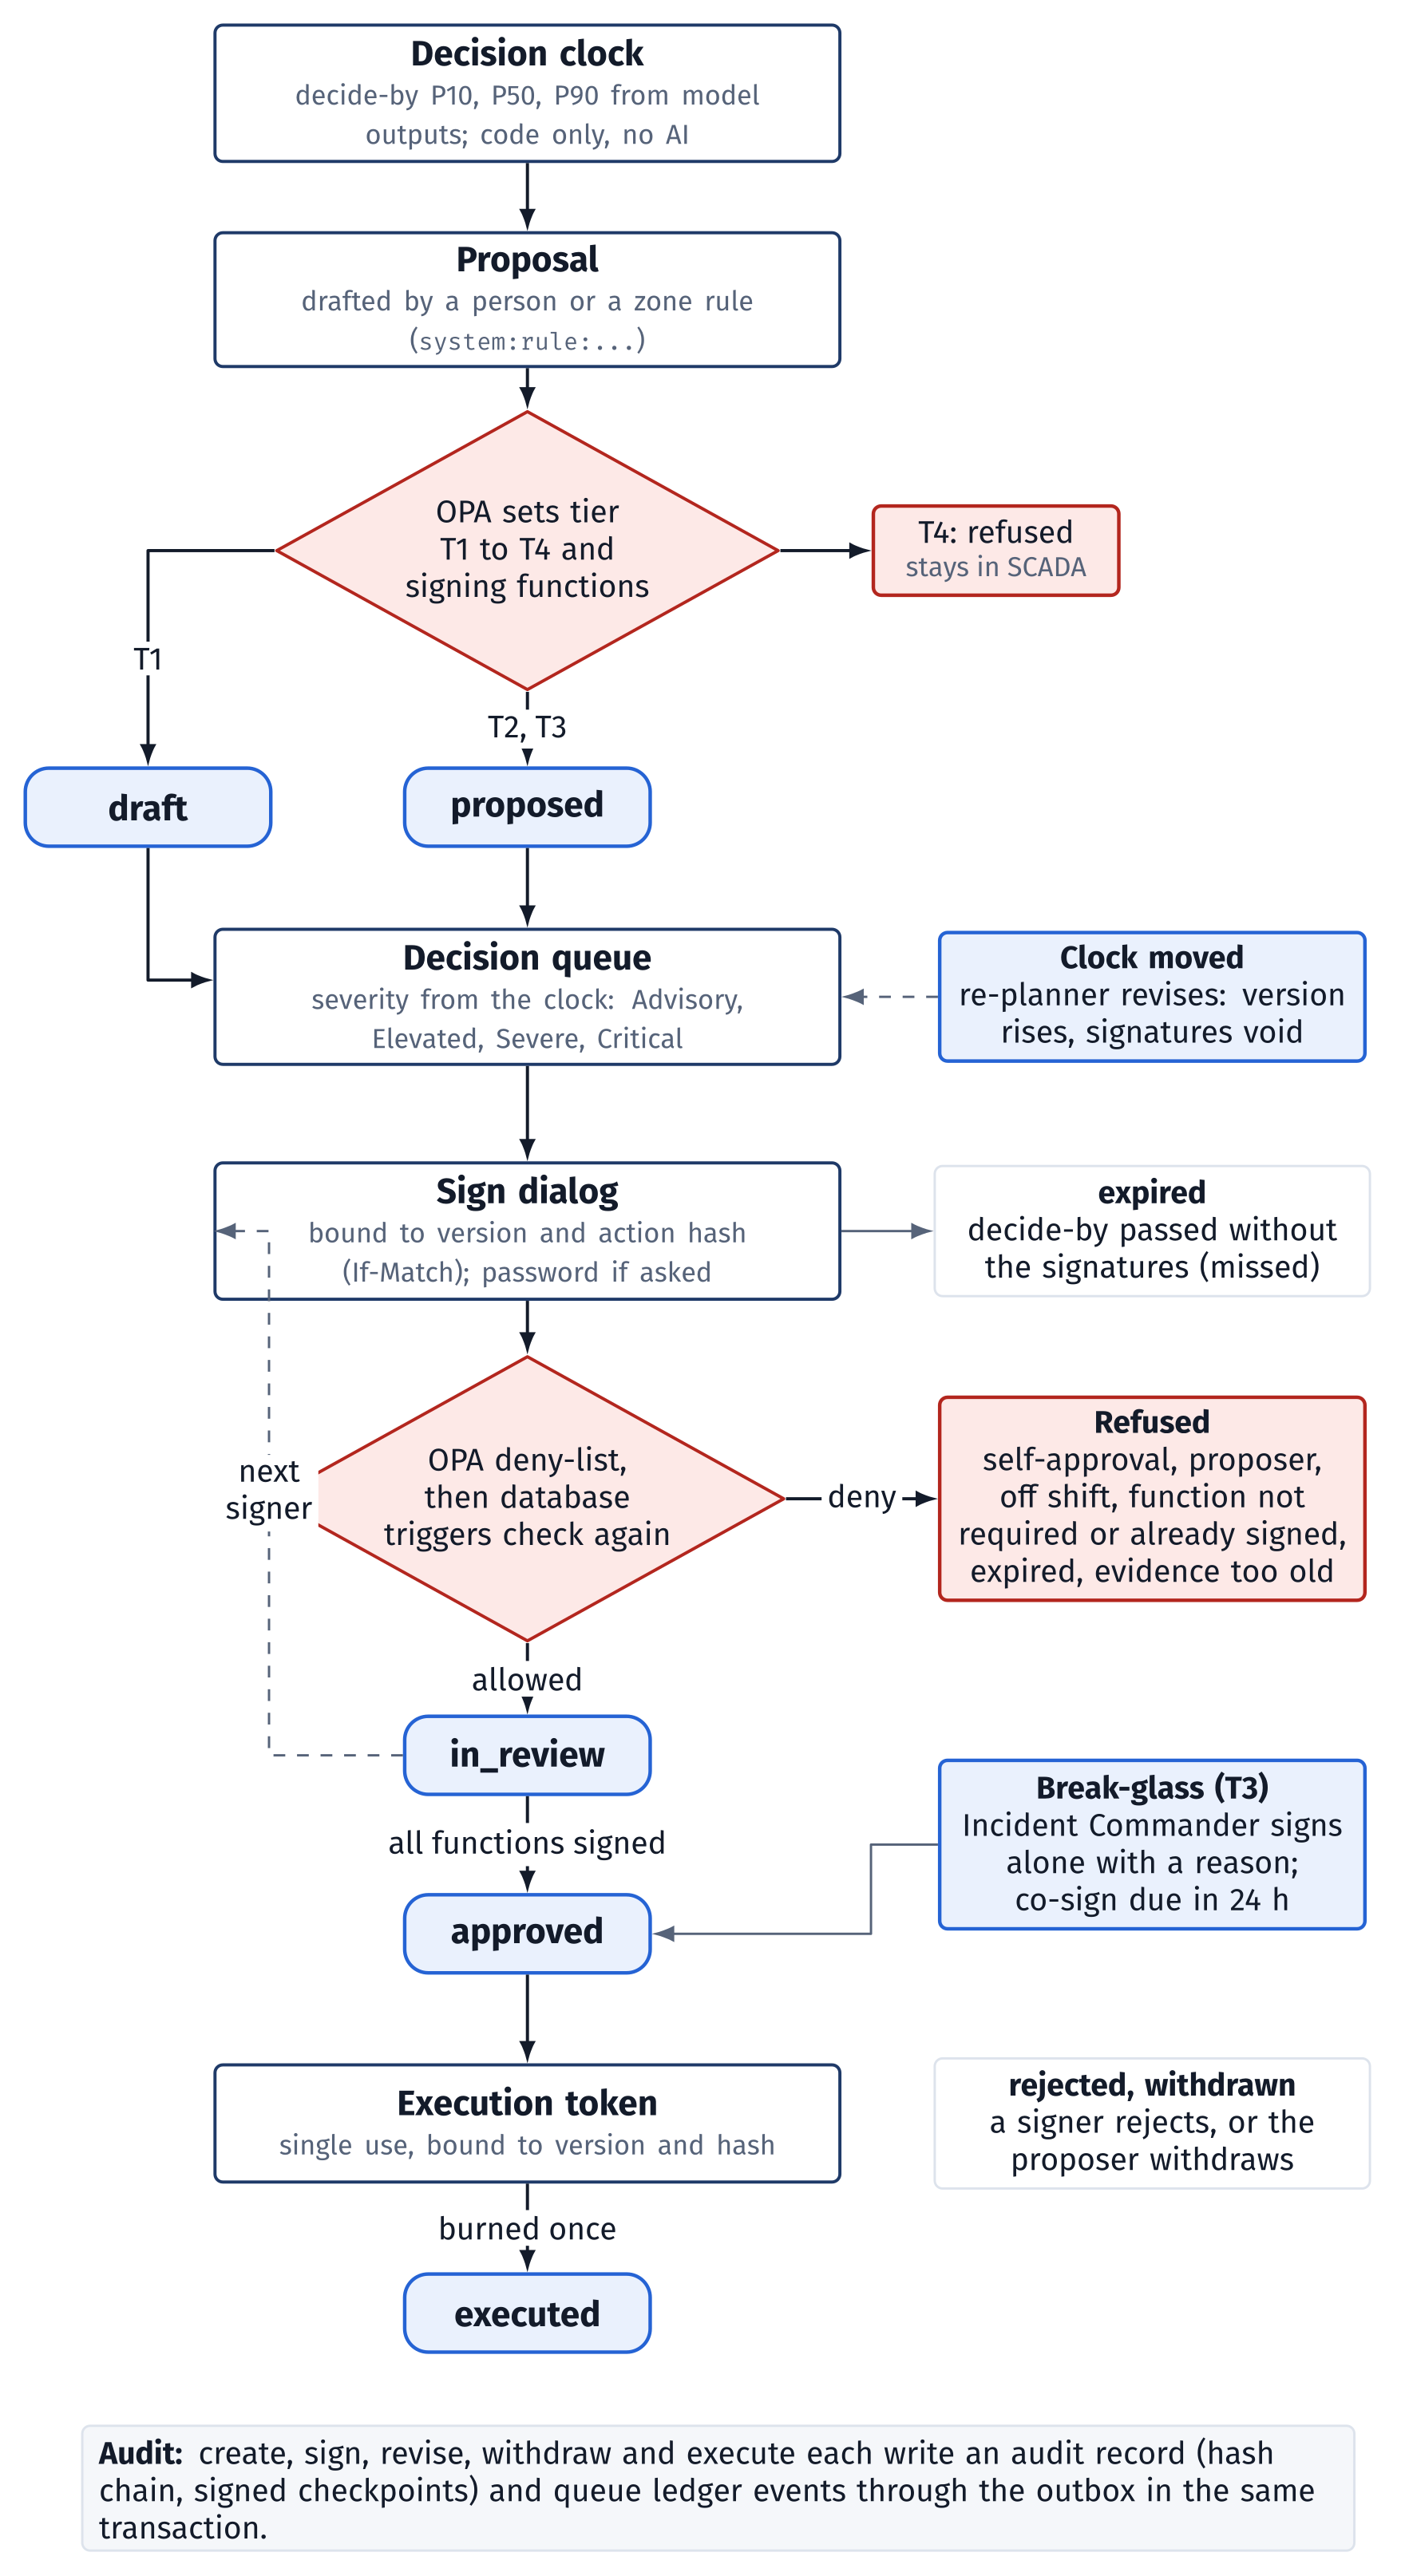 Decision clock
decide-by P10, P50, P90 from model
outputs; code only, no AI
Proposal
drafted by a person or a zone rule
(system:rule:...)
OPA sets tier
T1 to T4 and
signing functions
T4: refused
stays in SCADA
T1
T2, T3
draft
proposed
Decision queue
severity from the clock: Advisory,
Elevated, Severe, Critical
Clock moved
re-planner revises: version
rises, signatures void
Sign dialog
bound to version and action hash
(If-Match); password if asked
expired
decide-by passed without
the signatures (missed)
next
signer
OPA deny-list,
then database
triggers check again
deny
Refused
self-approval, proposer,
off shift, function not
required or already signed,
expired, evidence too old
allowed
in_review
all functions signed
Break-glass (T3)
Incident Commander signs
alone with a reason;
co-sign due in 24 h
approved
Execution token
single use, bound to version and hash
rejected, withdrawn
a signer rejects, or the
proposer withdraws
burned once
executed
Audit: create, sign, revise, withdraw and execute each write an audit record (hash
chain, signed checkpoints) and queue ledger events through the outbox in the same
transaction.